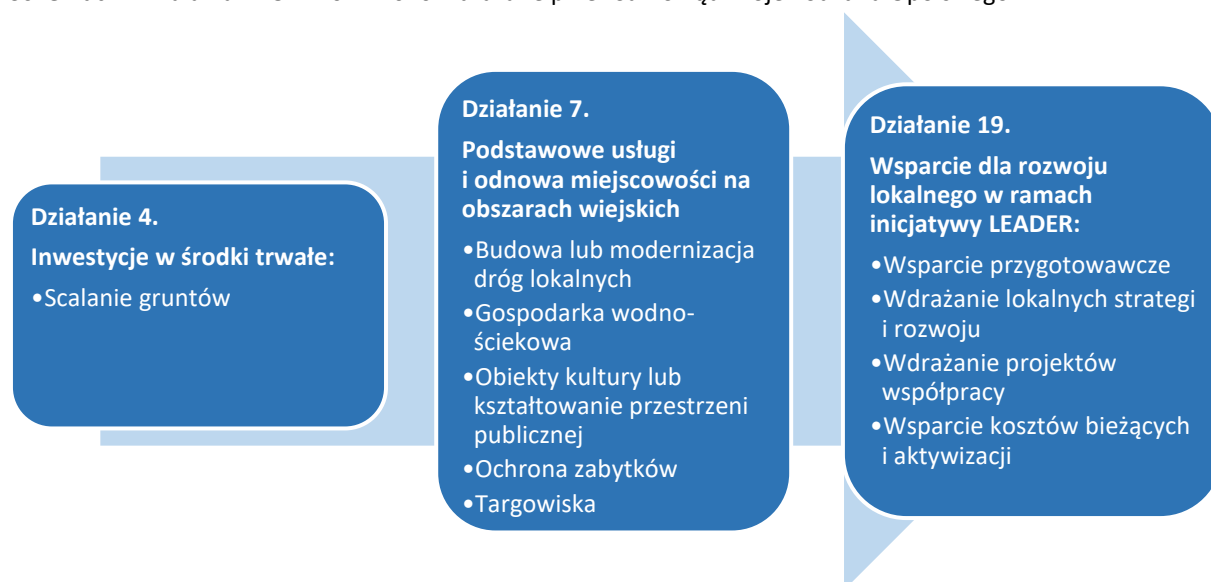 Działanie 4.
Inwestycje w środki trwałe:
•Scalanie gruntów
Działanie 7.
Podstawowe usługi
i odnowa miejscowości na
obszarach wiejskich
•Budowa lub modernizacja
dróg lokalnych
•Gospodarka wodno-
ściekowa
•Obiekty kultury lub
kształtowanie przestrzeni
publicznej
•Ochrona zabytków
•Targowiska
Działanie 19.
Wsparcie dla rozwoju
lokalnego w ramach
inicjatywy LEADER:
•Wsparcie przygotowawcze
•Wdrażanie lokalnych strategi
i rozwoju
•Wdrażanie projektów
współpracy
•Wsparcie kosztów bieżących
i aktywizacji